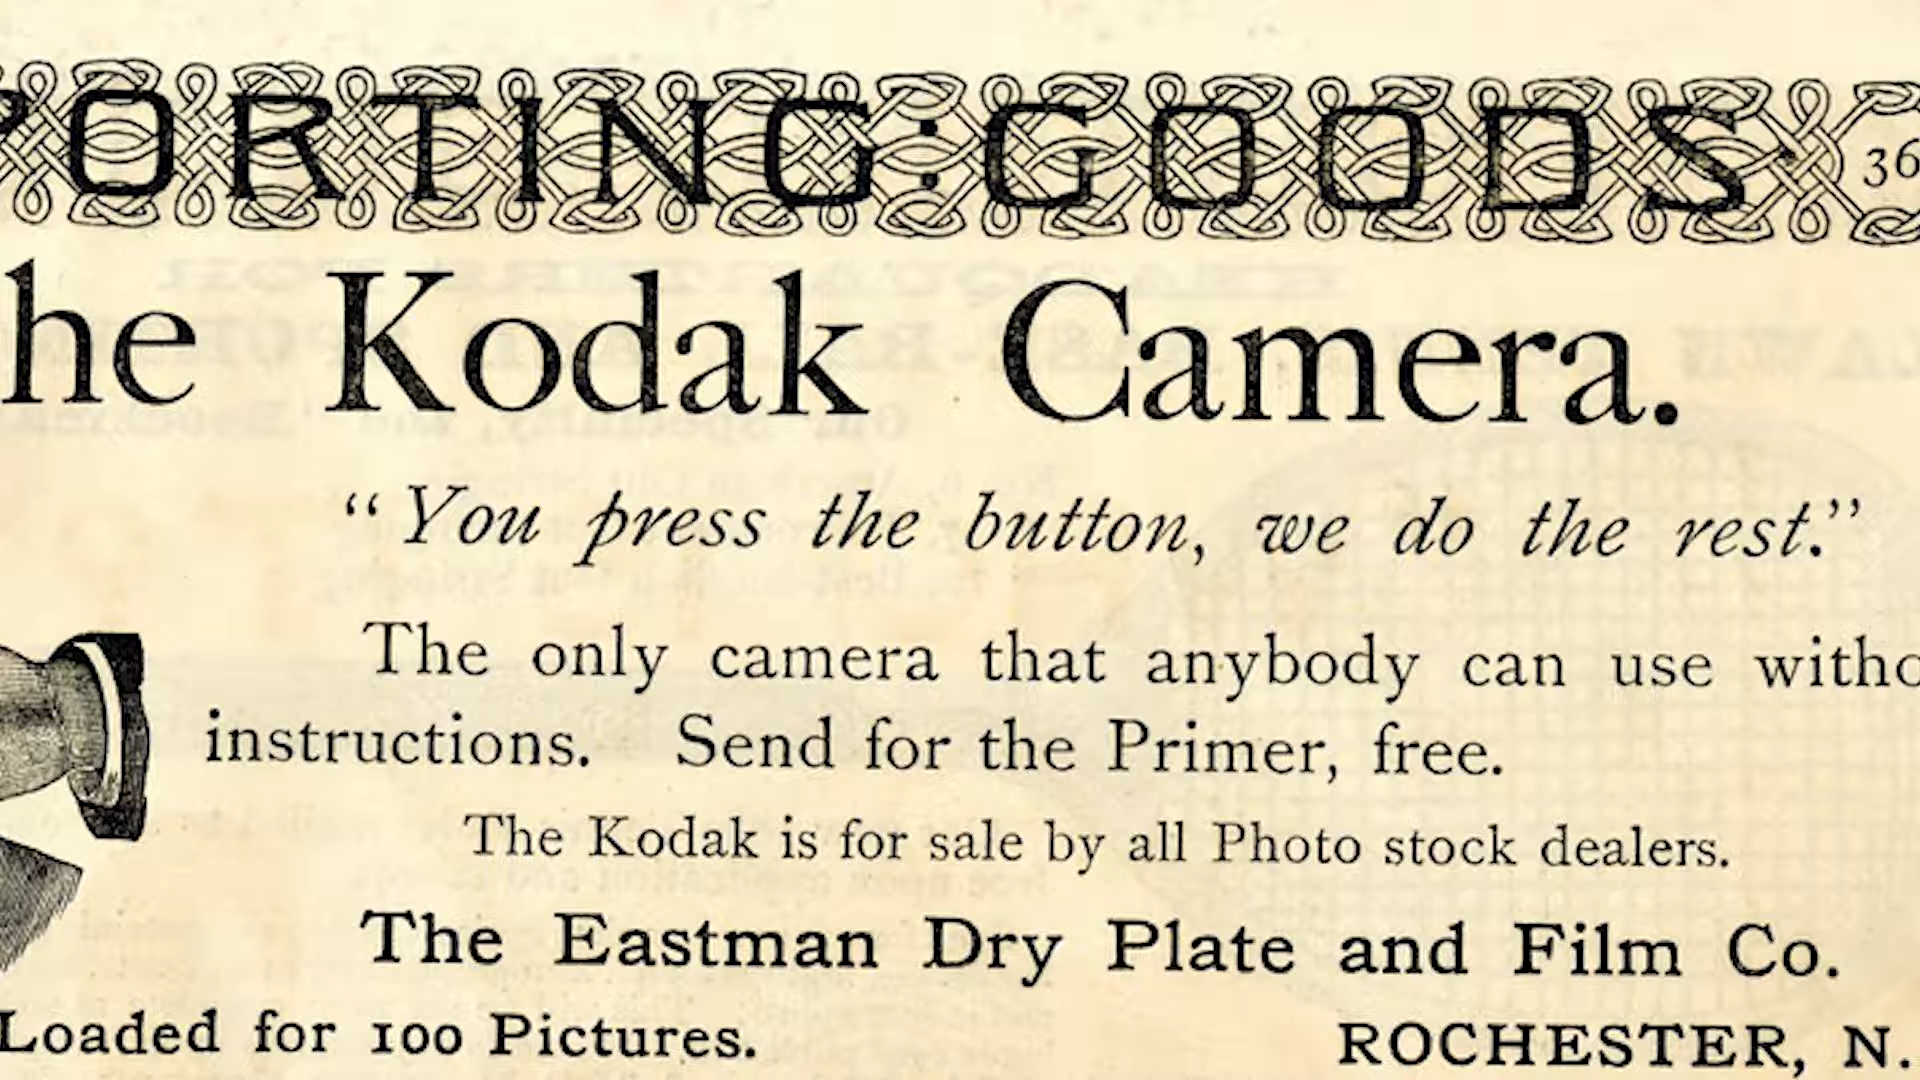 PORTING : GOODS 36
he Kodak Camera.
“You press the button, we do the rest.”
The only camera that anybody can use witho
instructions. Send for the Primer, free.
The Kodak is for sale by all Photo stock dealers.
The Eastman Dry Plate and Film Co.
Loaded for 100 Pictures. ROCHESTER, N.